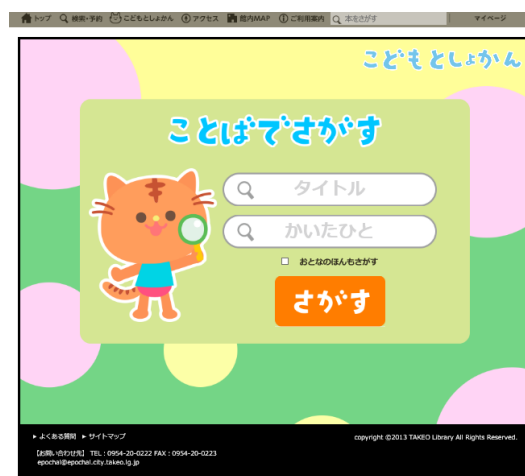 トップ 検索・予約 こどもとしょかん アクセス 館内MAP ご利用案内 本をさがす マイページ
こどもとしょかん
ことばでさがす
タイトル
かいたひと
おとなのほんもさがす
さがす
▶ よくある質問 ▶ サイトマップ
copyright ©2013 TAKEO Library All Rights Reserved.
【お問い合わせ先】 TEL : 0954-20-0222 FAX : 0954-20-0223
epochal@epochal.city.takeo.lg.jp